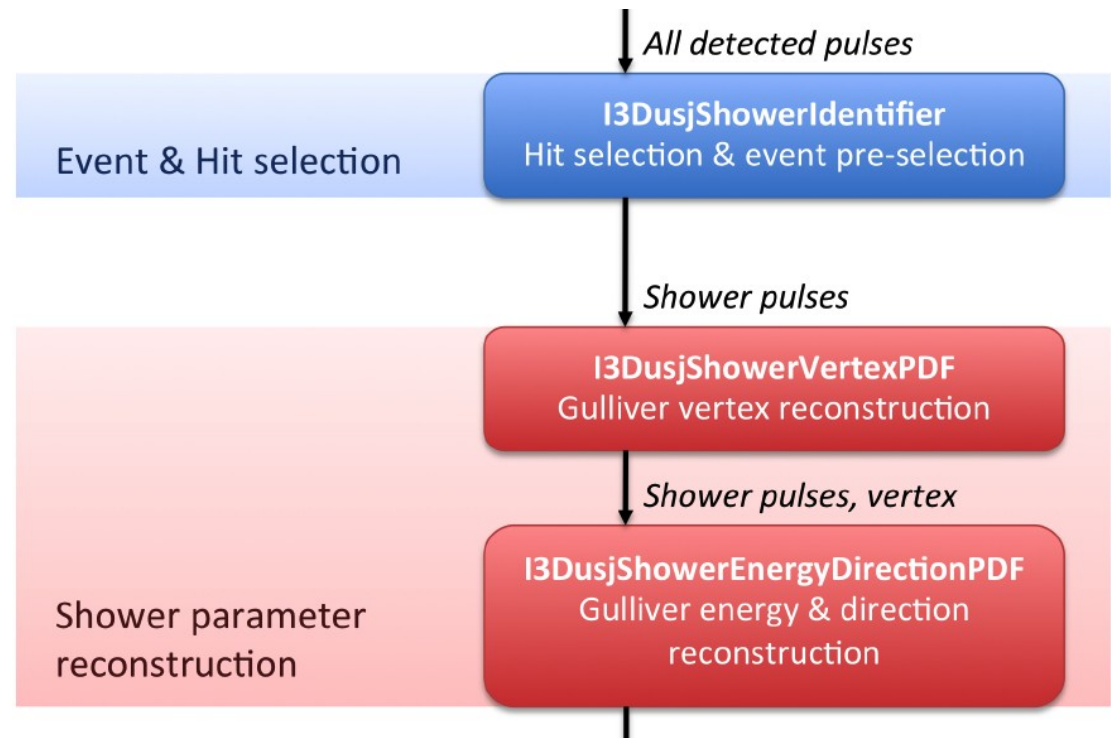 All detected pulses
Event & Hit selection
I3DusjShowerIdentifier
Hit selection & event pre-selection
Shower pulses
I3DusjShowerVertexPDF
Gulliver vertex reconstruction
Shower pulses, vertex
Shower parameter
reconstruction
I3DusjShowerEnergyDirectionPDF
Gulliver energy & direction
reconstruction